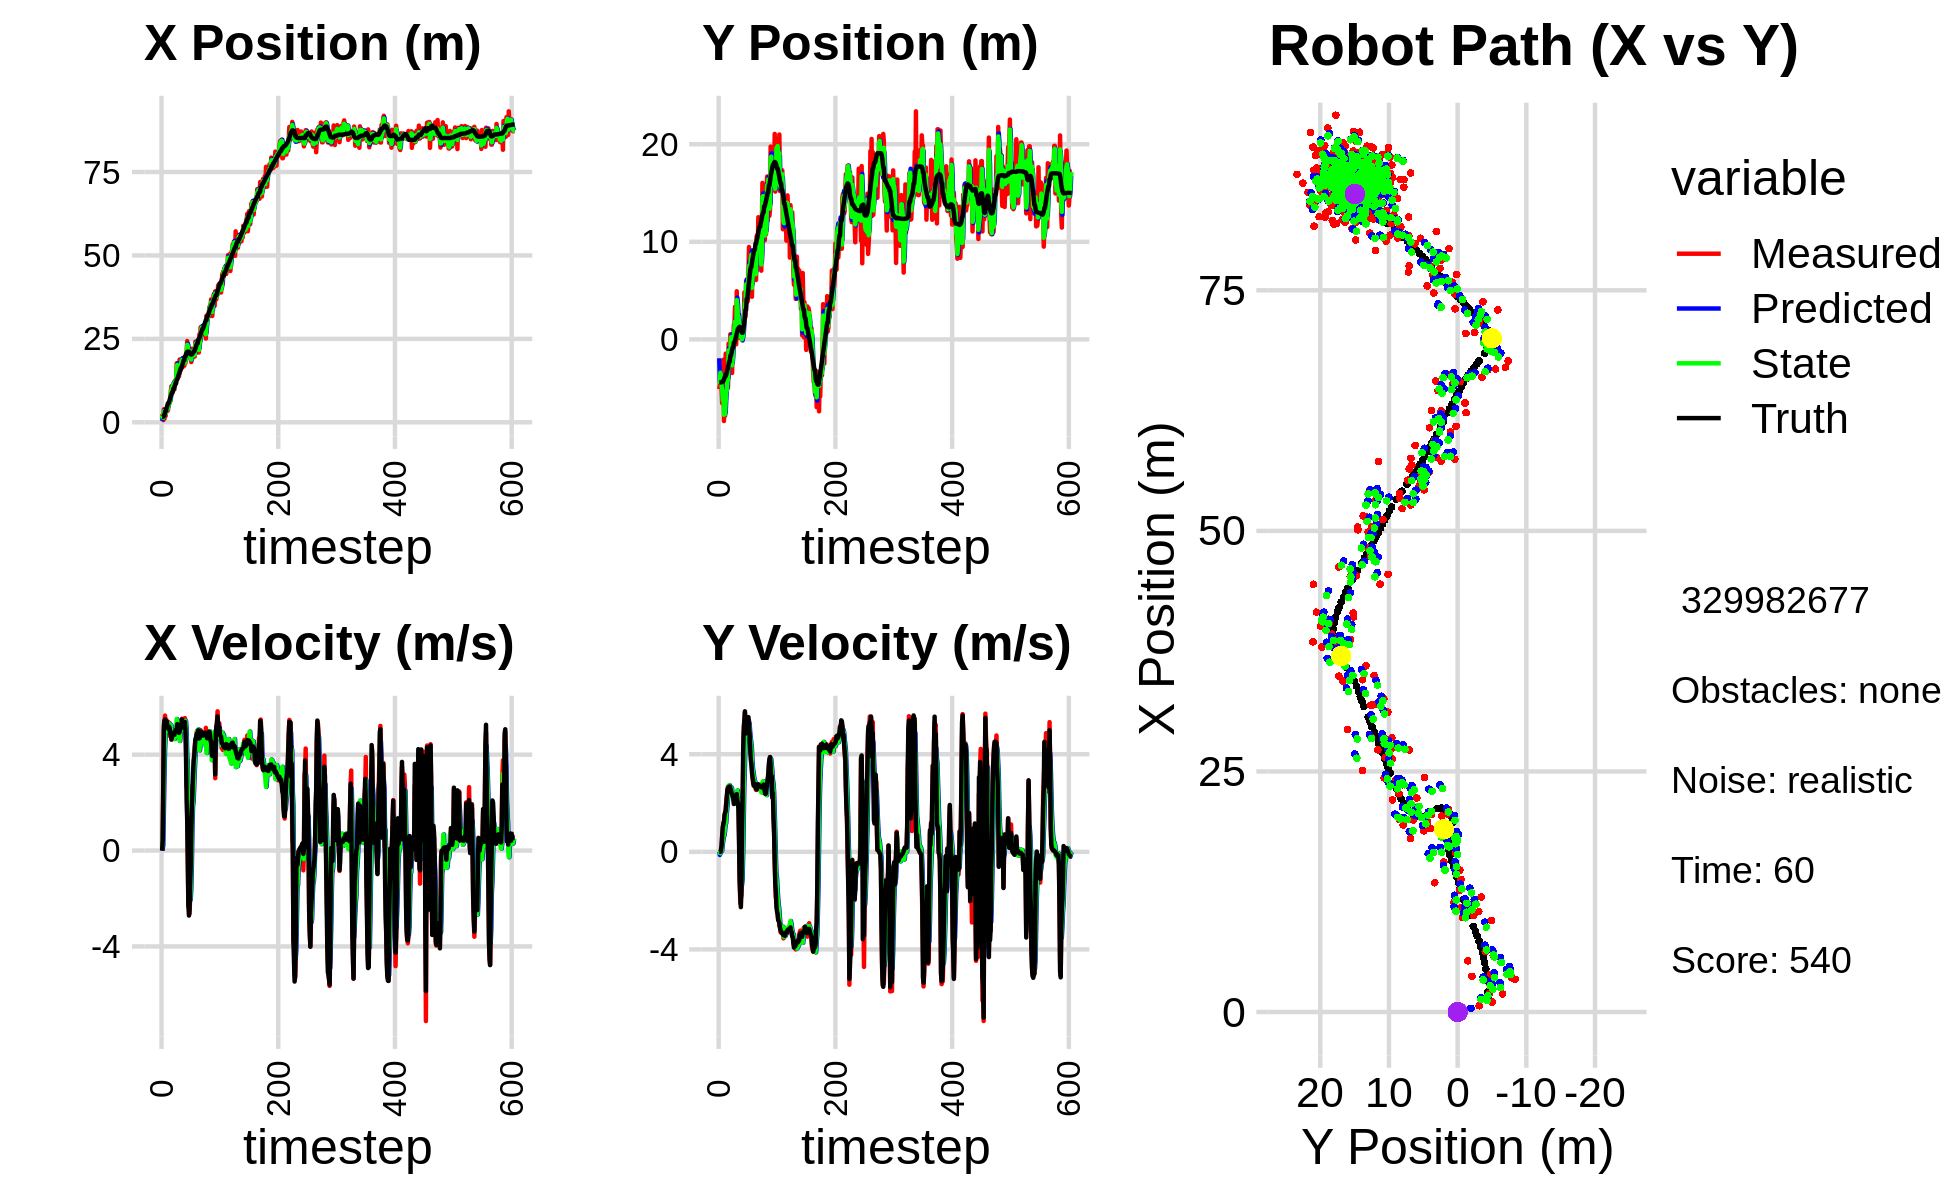 X Position (m)
75
50
25
0
0
200
400
600
timestep
Y Position (m)
20
10
0
0
200
400
600
timestep
X Velocity (m/s)
4
0
-4
0
200
400
600
timestep
Y Velocity (m/s)
4
0
-4
0
200
400
600
timestep
Robot Path (X vs Y)
X Position (m)
75
50
25
0
20 10 0 -10 -20
Y Position (m)
variable
Measured
Predicted
State
Truth
329982677
Obstacles: none
Noise: realistic
Time: 60
Score: 540